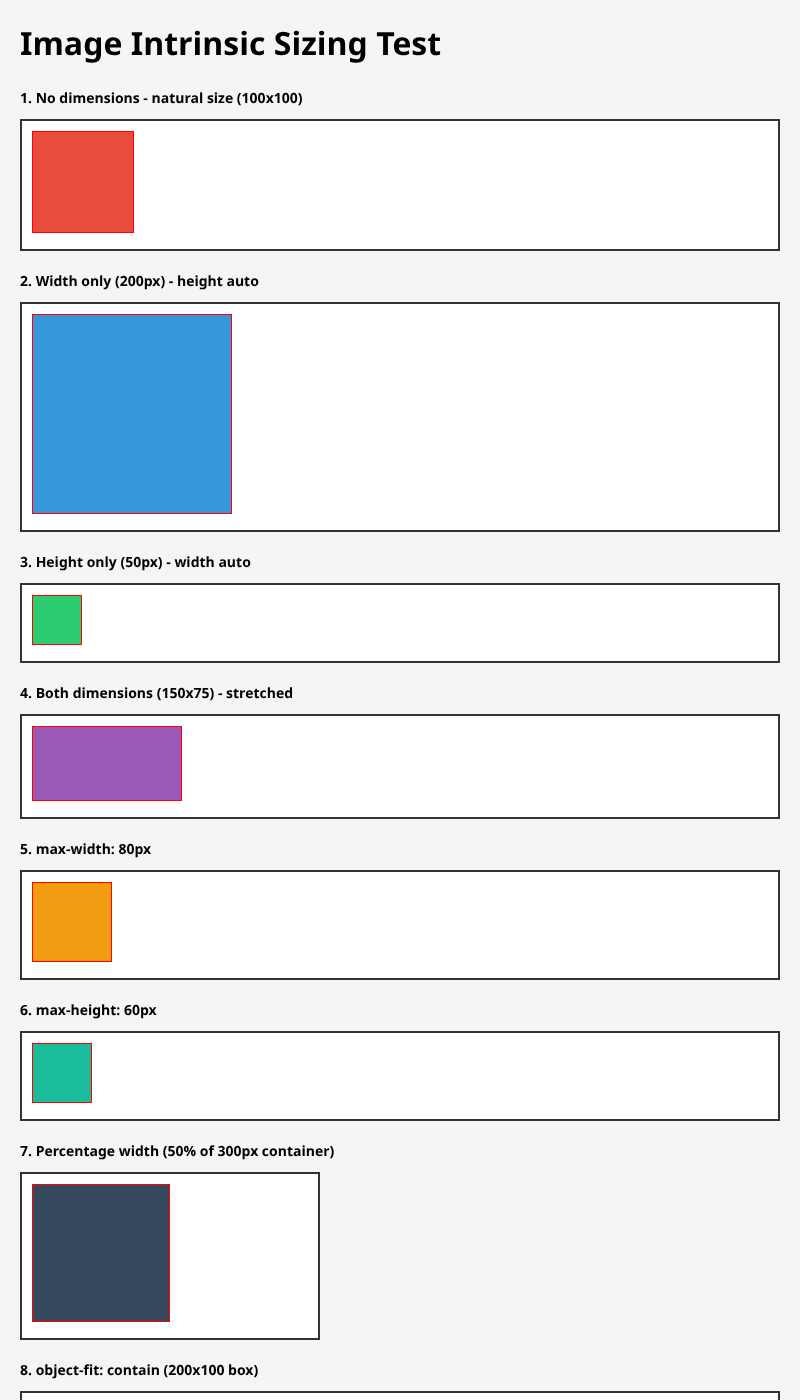 Image Intrinsic Sizing Test
1. No dimensions - natural size (100x100)
2. Width only (200px) - height auto
3. Height only (50px) - width auto
4. Both dimensions (150x75) - stretched
5. max-width: 80px
6. max-height: 60px
7. Percentage width (50% of 300px container)
8. object-fit: contain (200x100 box)